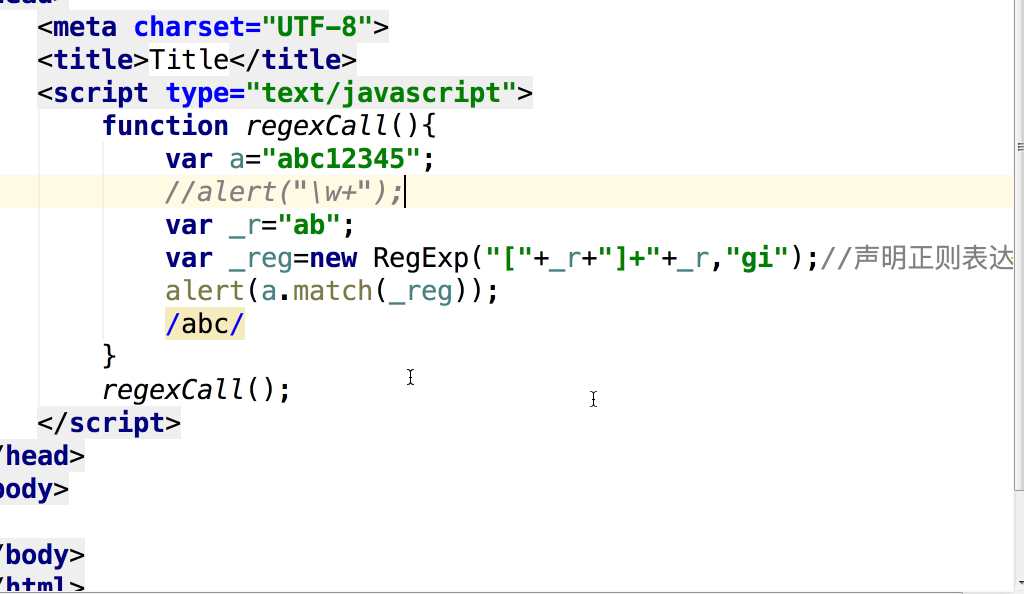 head>
<meta charset="UTF-8">
<title>Title</title>
<script type="text/javascript">
function regexCall(){
var a="abc12345";
//alert("\w+");
var _r="ab";
var _reg=new RegExp("["+_r+"]+"+_r,"gi");//声明正则表达
alert(a.match(_reg));
/abc/
}
regexCall();
</script>
/head>
body>
/body>
/html>